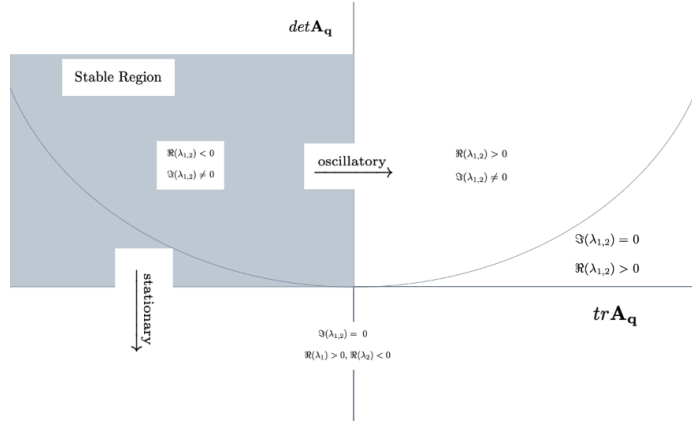 detA_q
Stable Region
ℜ(λ₁,₂) < 0
ℑ(λ₁,₂) ≠ 0
oscillatory
ℜ(λ₁,₂) > 0
ℑ(λ₁,₂) ≠ 0
ℑ(λ₁,₂) = 0
ℜ(λ₁,₂) > 0
stationary
trA_q
ℑ(λ₁,₂) = 0
ℜ(λ₁) > 0, ℜ(λ₂) < 0